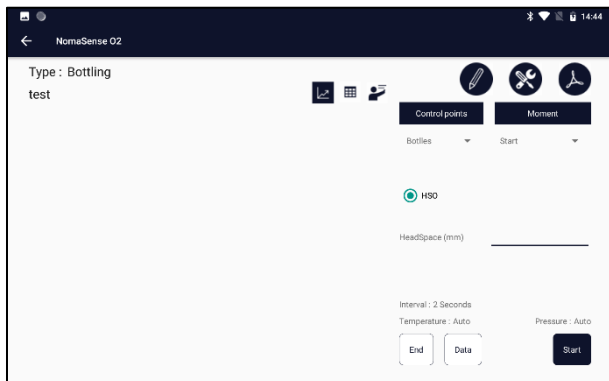 14:44
NomaSense O2
Type : Bottling
test
Control points
Moment
Botlles
Start
HSO
HeadSpace (mm)
Interval : 2 Seconds
Temperature : Auto
Pressure : Auto
End
Data
Start